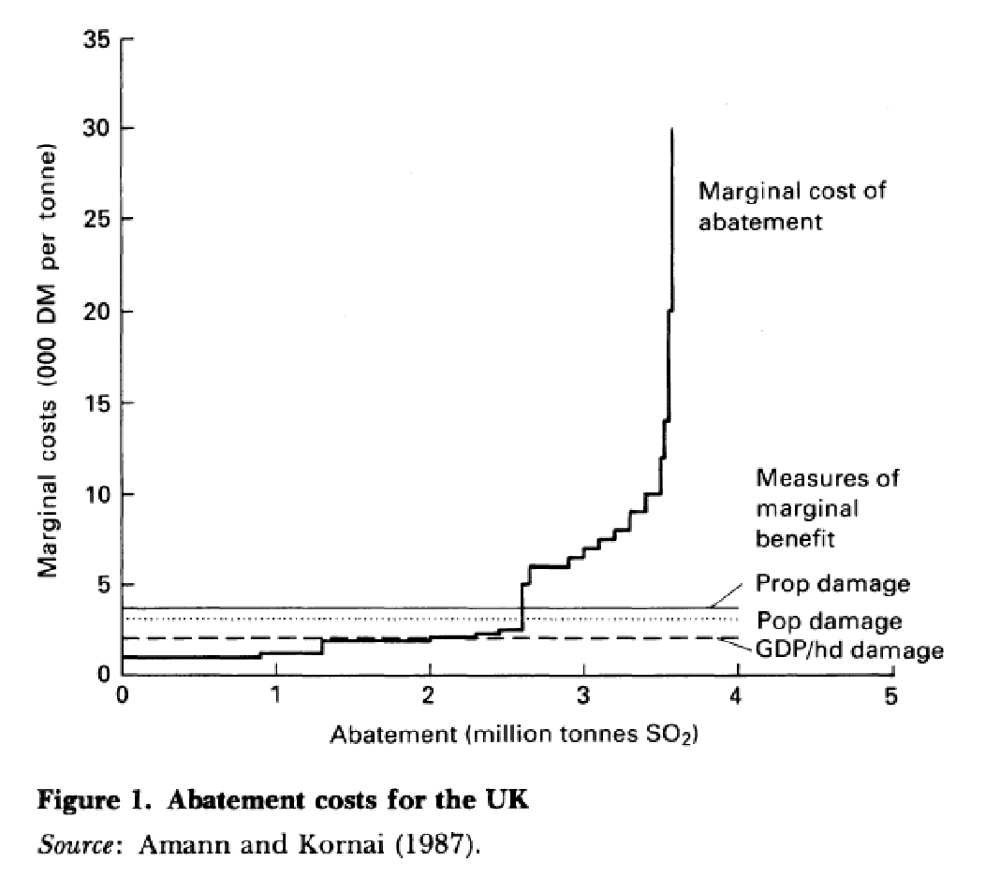 35
30
25
20
15
10
5
0
Marginal costs (000 DM per tonne)
Marginal cost of
abatement
Measures of
marginal
benefit
Prop damage
Pop damage
GDP/hd damage
0 1 2 3 4 5
Abatement (million tonnes SO₂)
Figure 1. Abatement costs for the UK
Source: Amann and Kornai (1987).